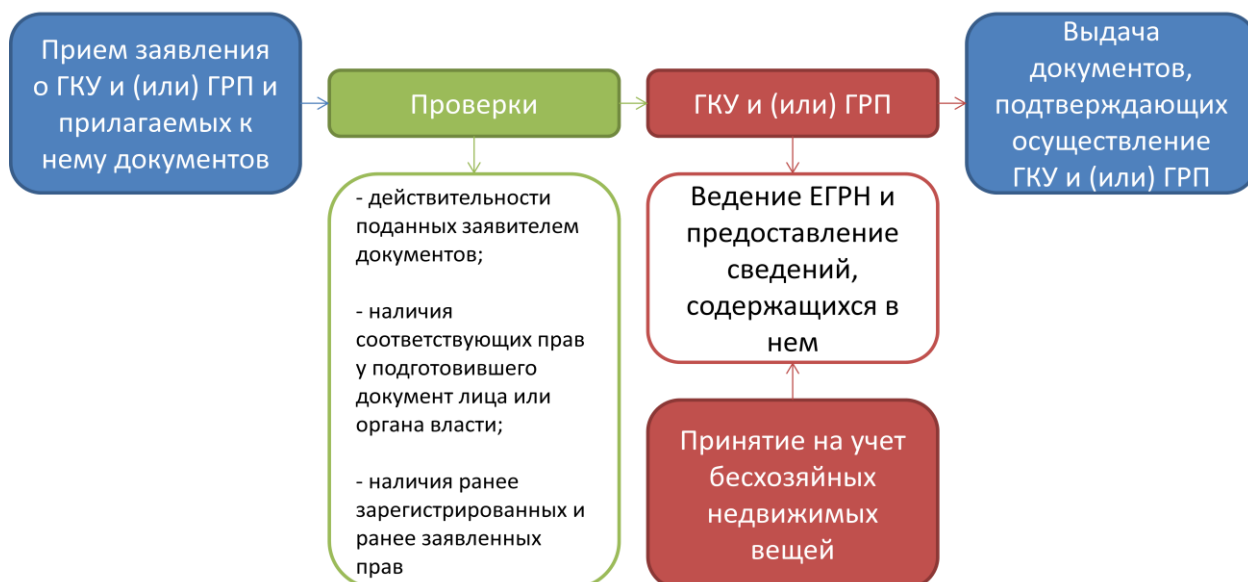 Прием заявления
о ГКУ и (или) ГРП и
прилагаемых к
нему документов
Проверки
ГКУ и (или) ГРП
Выдача
документов,
подтверждающих
осуществление
ГКУ и (или) ГРП
- действительности
поданных заявителем
документов;
- наличия
соответствующих прав
у подготовившего
документ лица или
органа власти;
- наличия ранее
зарегистрированных и
ранее заявленных
прав
Ведение ЕГРН и
предоставление
сведений,
содержащихся в
нем
Принятие на учет
бесхозяйных
недвижимых
вещей